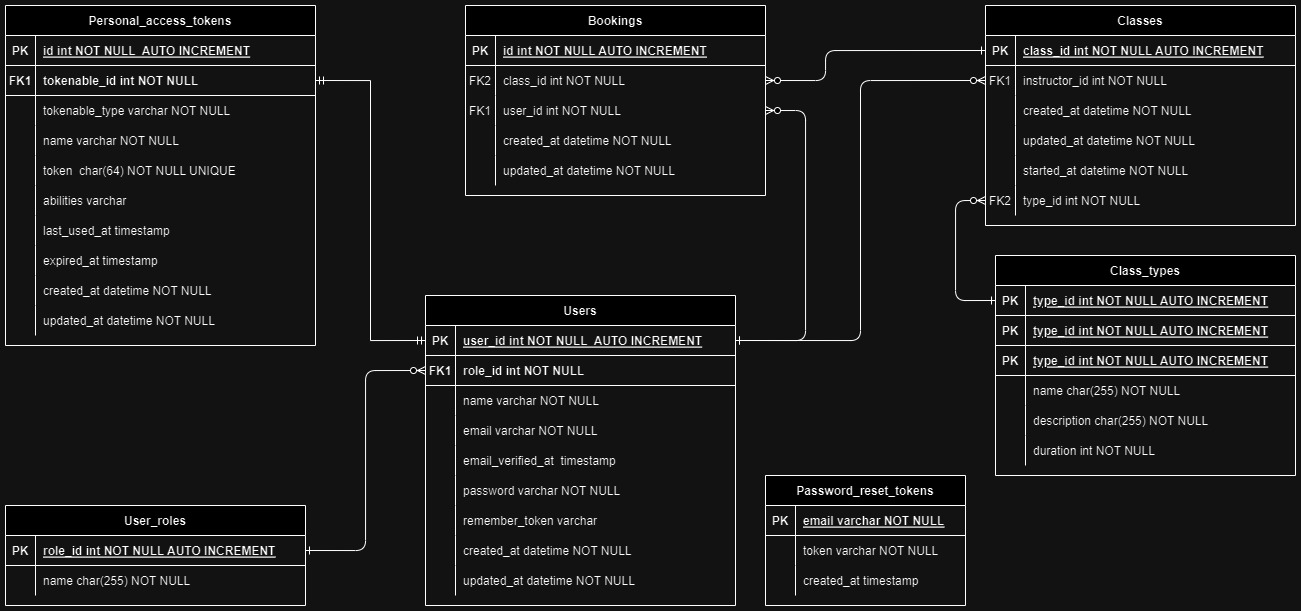 Personal_access_tokens
PK id int NOT NULL  AUTO INCREMENT
FK1 tokenable_id int NOT NULL
tokenable_type varchar NOT NULL
name varchar NOT NULL
token  char(64) NOT NULL UNIQUE
abilities varchar
last_used_at timestamp
expired_at timestamp
created_at datetime NOT NULL
updated_at datetime NOT NULL
Bookings
PK id int NOT NULL AUTO INCREMENT
FK2 class_id int NOT NULL
FK1 user_id int NOT NULL
created_at datetime NOT NULL
updated_at datetime NOT NULL
Classes
PK class_id int NOT NULL AUTO INCREMENT
FK1 instructor_id int NOT NULL
created_at datetime NOT NULL
updated_at datetime NOT NULL
started_at datetime NOT NULL
FK2 type_id int NOT NULL
Class_types
PK type_id int NOT NULL AUTO INCREMENT
PK type_id int NOT NULL AUTO INCREMENT
PK type_id int NOT NULL AUTO INCREMENT
name char(255) NOT NULL
description char(255) NOT NULL
duration int NOT NULL
Users
PK user_id int NOT NULL  AUTO INCREMENT
FK1 role_id int NOT NULL
name varchar NOT NULL
email varchar NOT NULL
email_verified_at  timestamp
password varchar NOT NULL
remember_token varchar
created_at datetime NOT NULL
updated_at datetime NOT NULL
Password_reset_tokens
PK email varchar NOT NULL
token varchar NOT NULL
created_at timestamp
User_roles
PK role_id int NOT NULL AUTO INCREMENT
name char(255) NOT NULL